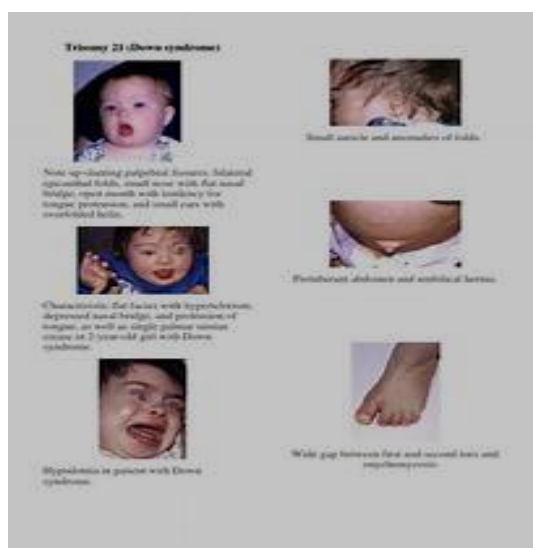 Trisomy 21 (Down syndrome)
Note up-slanting palpebral fissures, bilateral
epicanthal folds, small nose with flat nasal
bridge, open mouth with tendency for
tongue protrusion, and small ears with
overfolded helix.
Characteristic flat facies with hypertelorism,
depressed nasal bridge, and protrusion of
tongue, as well as single palmar simian
crease in 2-year-old girl with Down
syndrome.
Hypodontia in patient with Down
syndrome.
Small auricle and anomalies of folds.
Protuberant abdomen and umbilical hernia.
Wide gap between first and second toes and
onychomycosis.